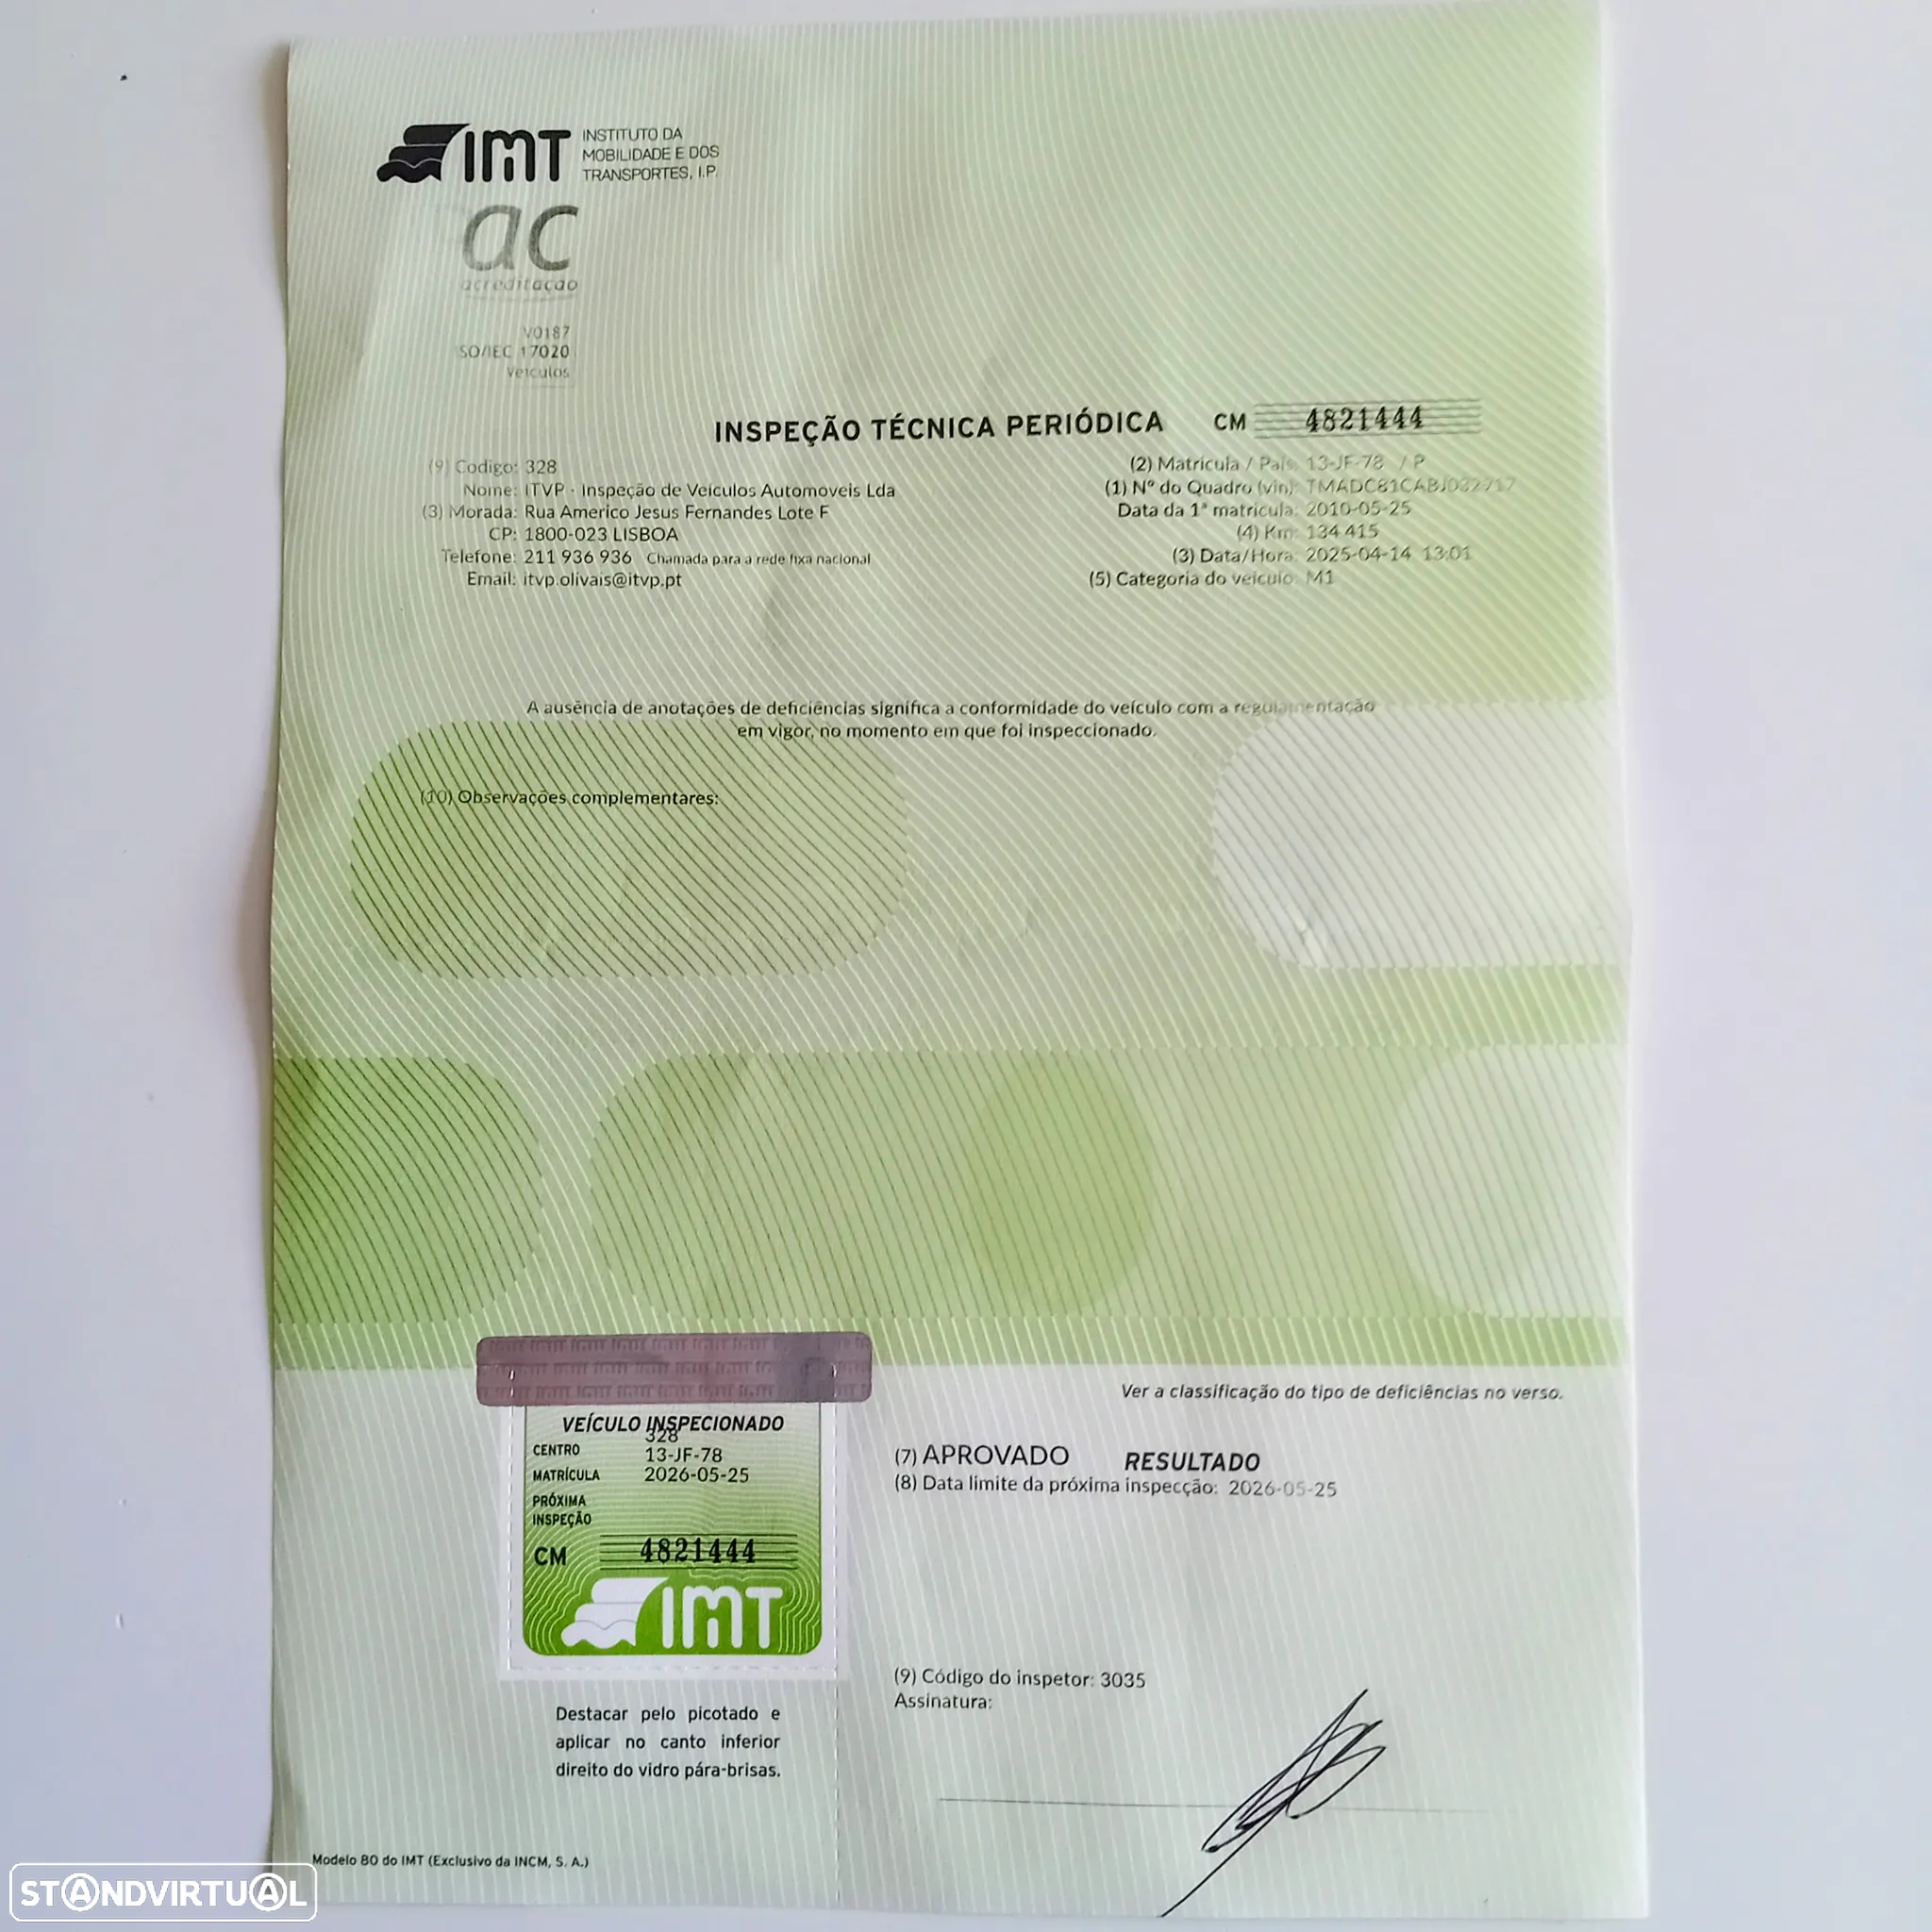 IMT INSTITUTO DA
MOBILIDADE E DOS
TRANSPORTES, I.P.
ac
acreditação
V0187
ISO/IEC 17020
Veículos
INSPEÇÃO TÉCNICA PERIÓDICA CM 4821444
(9) Codigo: 328
Nome: ITVP - Inspeção de Veículos Automoveis Lda
(3) Morada: Rua Americo Jesus Fernandes Lote F
CP: 1800-023 LISBOA
Telefone: 211 936 936 Chamada para a rede fixa nacional
Email: itvp.olivais@itvp.pt
(2) Matrícula / País: 13-JF-78 / P
(1) Nº do Quadro (vin):
Data da 1ª matrícula: 2010-05-25
(4) Km: 134 415
(3) Data/Hora: 2025-04-14 13:01
(5) Categoria do veículo: M1
A ausência de anotações de deficiências significa a conformidade do veículo com a regulamentação
em vigor, no momento em que foi inspeccionado.
(10) Observações complementares:
VEÍCULO INSPECIONADO
328
CENTRO
13-JF-78
MATRÍCULA
2026-05-25
PRÓXIMA
INSPEÇÃO
CM 4821444
IMT
Destacar pelo picotado e
aplicar no canto inferior
direito do vidro pára-brisas.
Ver a classificação do tipo de deficiências no verso.
(7) APROVADO RESULTADO
(8) Data limite da próxima inspecção: 2026-05-25
(9) Código do inspetor: 3035
Assinatura:
Modelo 80 do IMT (Exclusivo da INCM, S. A.)
STANDVIRTUAL